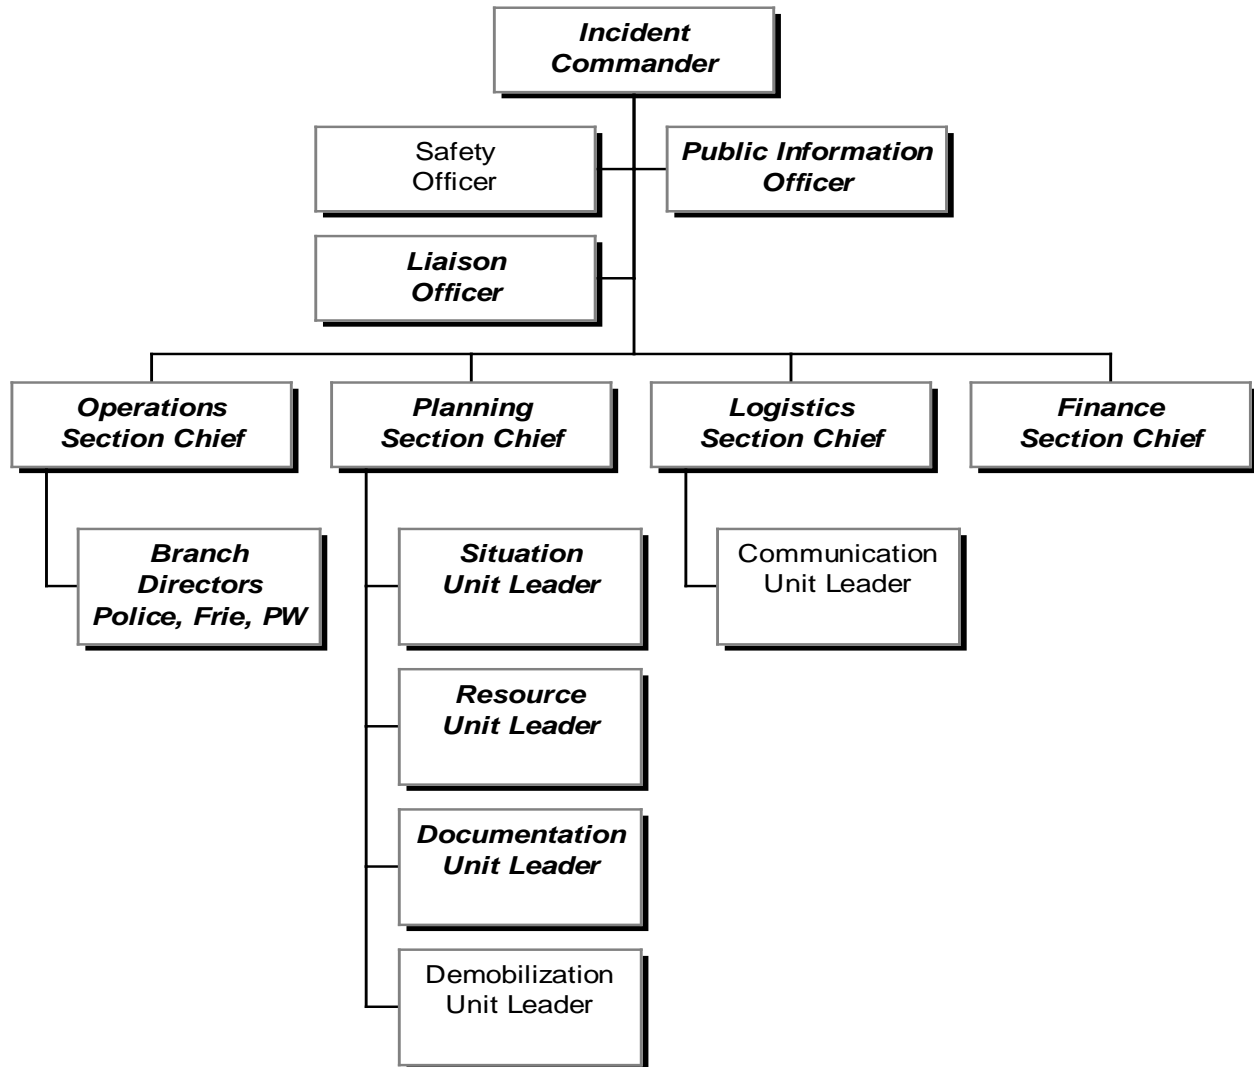 Incident
Commander
Safety
Officer
Public Information
Officer
Liaison
Officer
Operations
Section Chief
Planning
Section Chief
Logistics
Section Chief
Finance
Section Chief
Branch
Directors
Police, Frie, PW
Situation
Unit Leader
Communication
Unit Leader
Resource
Unit Leader
Documentation
Unit Leader
Demobilization
Unit Leader